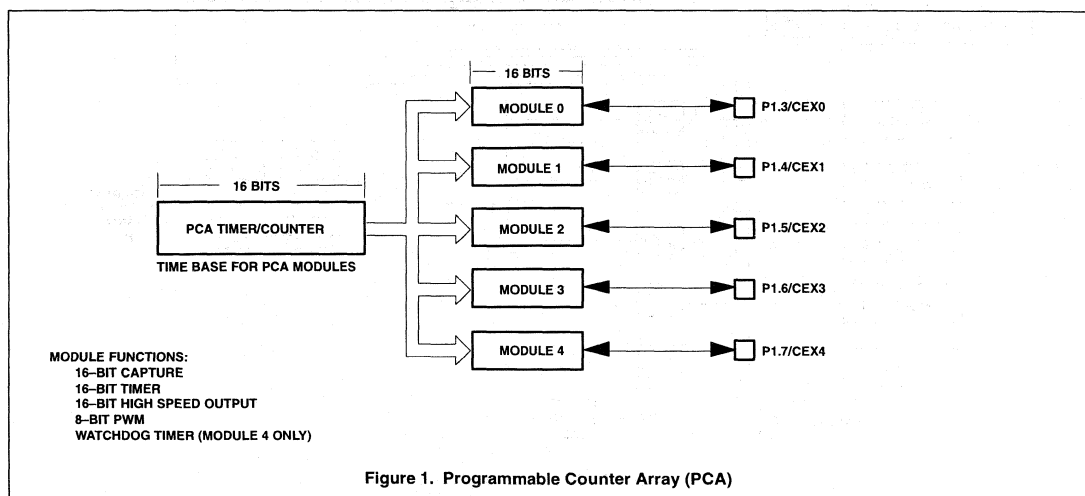 16 BITS
MODULE 0
P1.3/CEX0
MODULE 1
P1.4/CEX1
16 BITS
PCA TIMER/COUNTER
TIME BASE FOR PCA MODULES
MODULE 2
P1.5/CEX2
MODULE 3
P1.6/CEX3
MODULE 4
P1.7/CEX4
MODULE FUNCTIONS:
16–BIT CAPTURE
16–BIT TIMER
16–BIT HIGH SPEED OUTPUT
8–BIT PWM
WATCHDOG TIMER (MODULE 4 ONLY)
Figure 1. Programmable Counter Array (PCA)